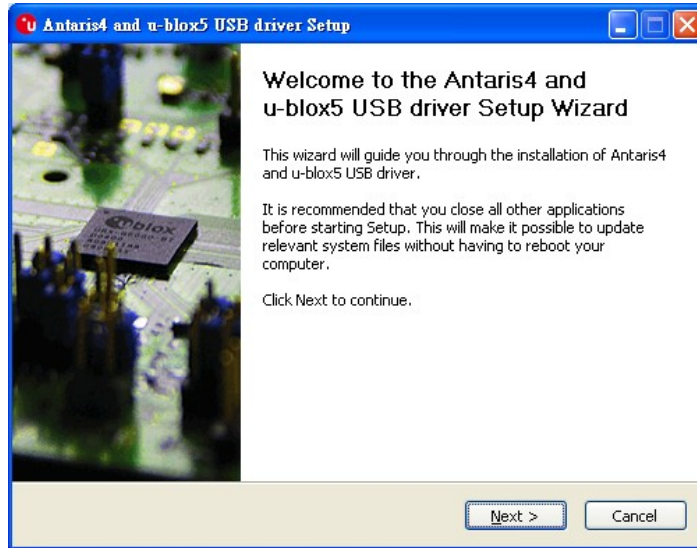 Antaris4 and u-blox5 USB driver Setup
Welcome to the Antaris4 and
u-blox5 USB driver Setup Wizard
This wizard will guide you through the installation of Antaris4
and u-blox5 USB driver.
It is recommended that you close all other applications
before starting Setup. This will make it possible to update
relevant system files without having to reboot your
computer.
Click Next to continue.
blox
Next >
Cancel